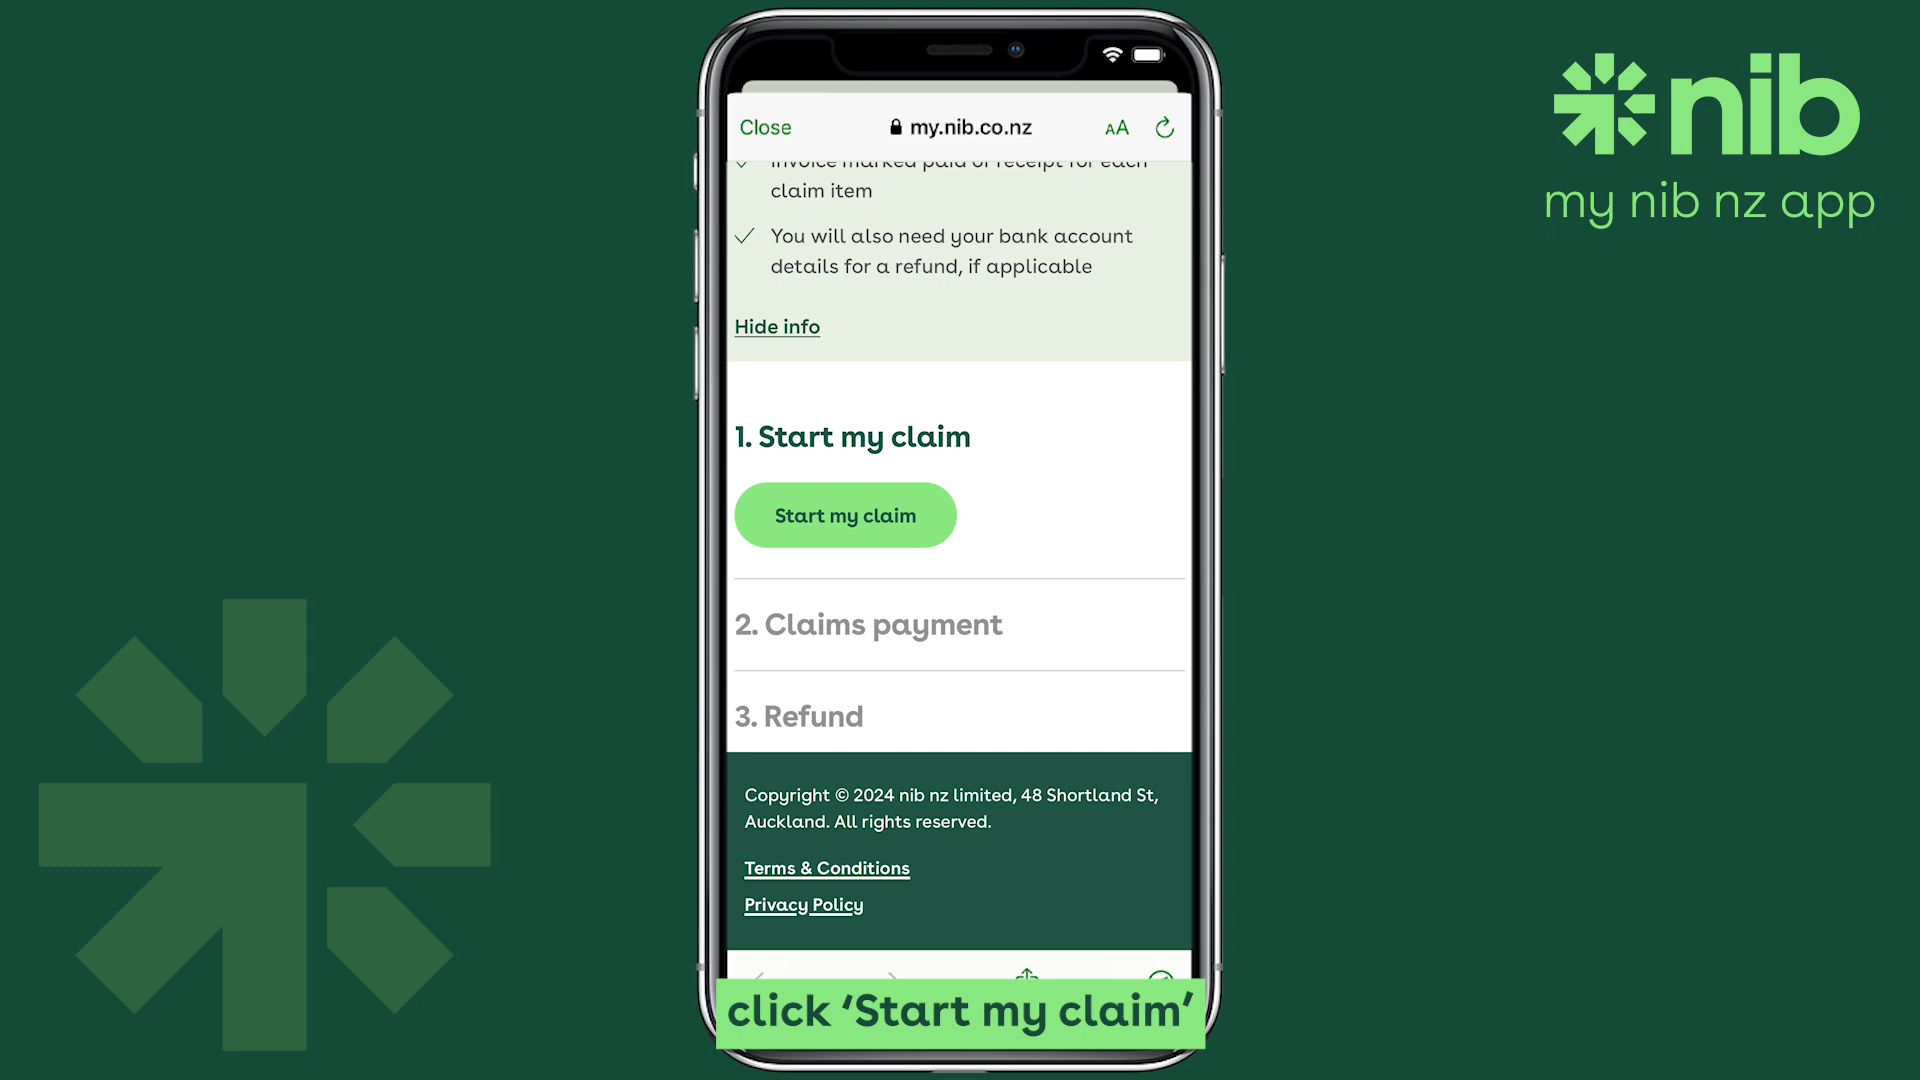 nib
my nib nz app
Close
my.nib.co.nz
AA
Invoice marked paid or receipt for each
claim item
You will also need your bank account
details for a refund, if applicable
Hide info
1. Start my claim
Start my claim
2. Claims payment
3. Refund
Copyright © 2024 nib nz limited, 48 Shortland St,
Auckland. All rights reserved.
Terms & Conditions
Privacy Policy
click ‘Start my claim’